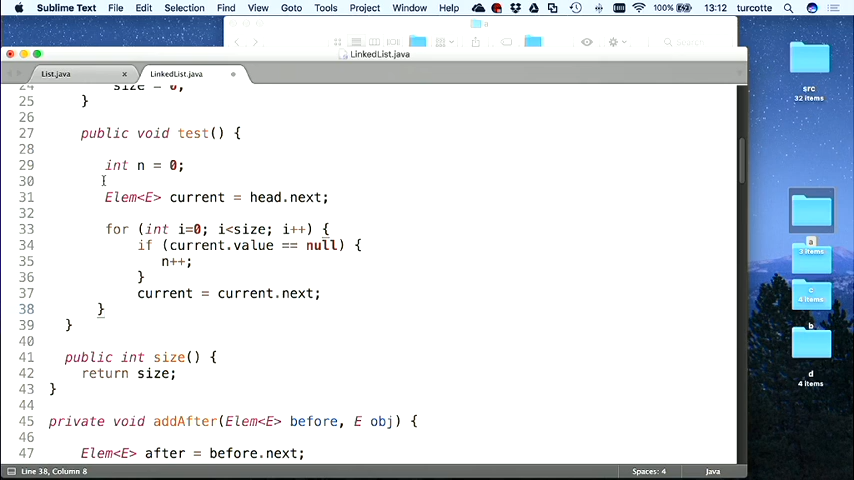 Sublime Text File Edit Selection Find View Goto Tools Project Window Help 100% 13:12 turcotte
a
Search
LinkedList.java
List.java × LinkedList.java
24 size = 0;
25 }
26
27 public void test() {
28
29 int n = 0;
30
31 Elem<E> current = head.next;
32
33 for (int i=0; i<size; i++) {
34 if (current.value == null) {
35 n++;
36 }
37 current = current.next;
38 }
39 }
40
41 public int size() {
42 return size;
43 }
44
45 private void addAfter(Elem<E> before, E obj) {
46
47 Elem<E> after = before.next;
Line 38, Column 8 Spaces: 4 Java
src
32 items
a
3 items
c
4 items
b
d
4 items